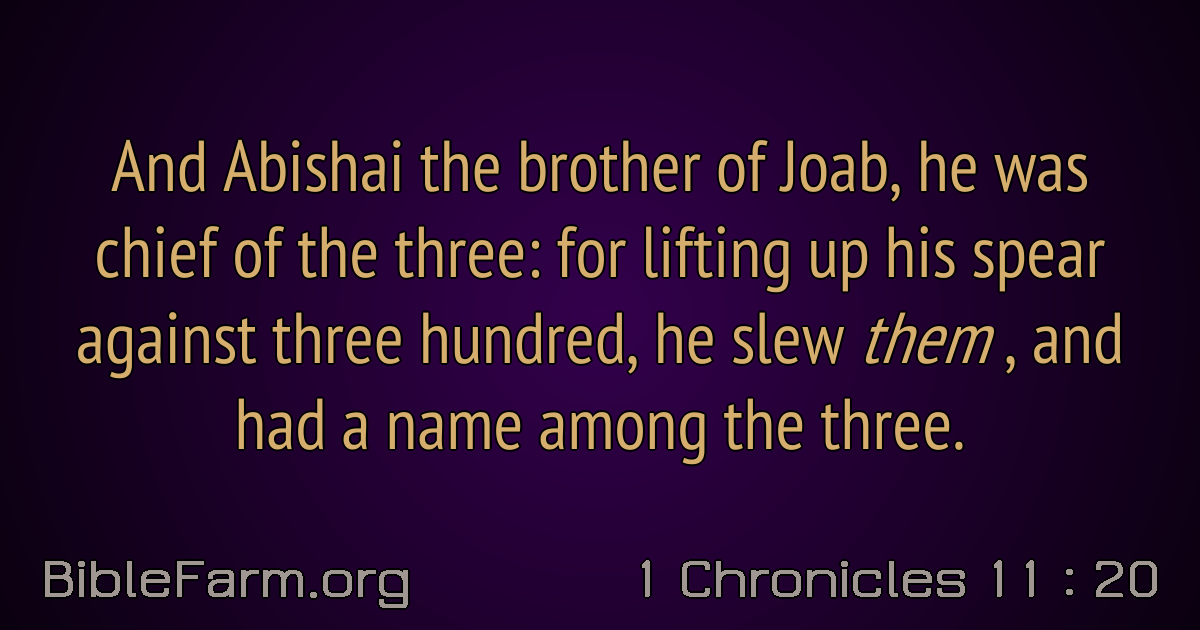 And Abishai the brother of Joab, he was
chief of the three: for lifting up his spear
against three hundred, he slew them , and
had a name among the three.
BibleFarm.org
1 Chronicles 11 : 20